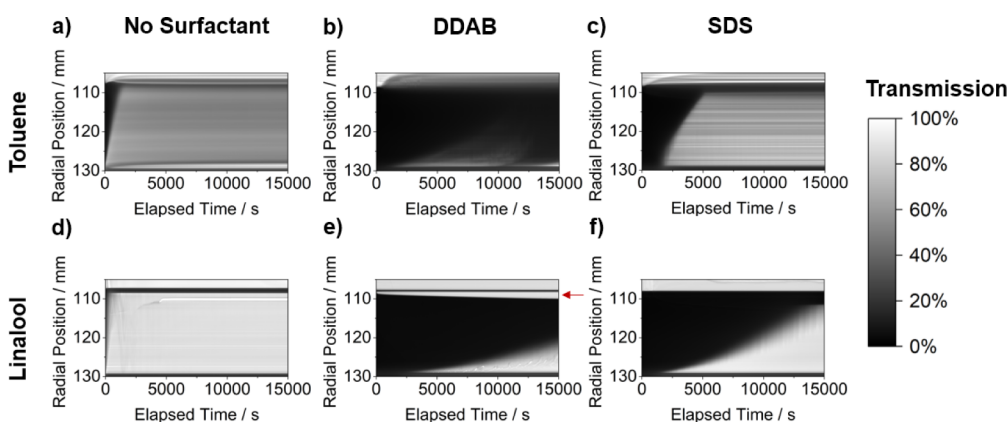 a) No Surfactant b) DDAB c) SDS
Toluene
Radial Position / mm
110
120
130
0 5000 10000 15000
Elapsed Time / s
Radial Position / mm
110
120
130
0 5000 10000 15000
Elapsed Time / s
Radial Position / mm
110
120
130
0 5000 10000 15000
Elapsed Time / s
Transmission
100%
80%
60%
40%
20%
0%
d) e) f)
Linalool
Radial Position / mm
110
120
130
0 5000 10000 15000
Elapsed Time / s
Radial Position / mm
110
120
130
0 5000 10000 15000
Elapsed Time / s
Radial Position / mm
110
120
130
0 5000 10000 15000
Elapsed Time / s